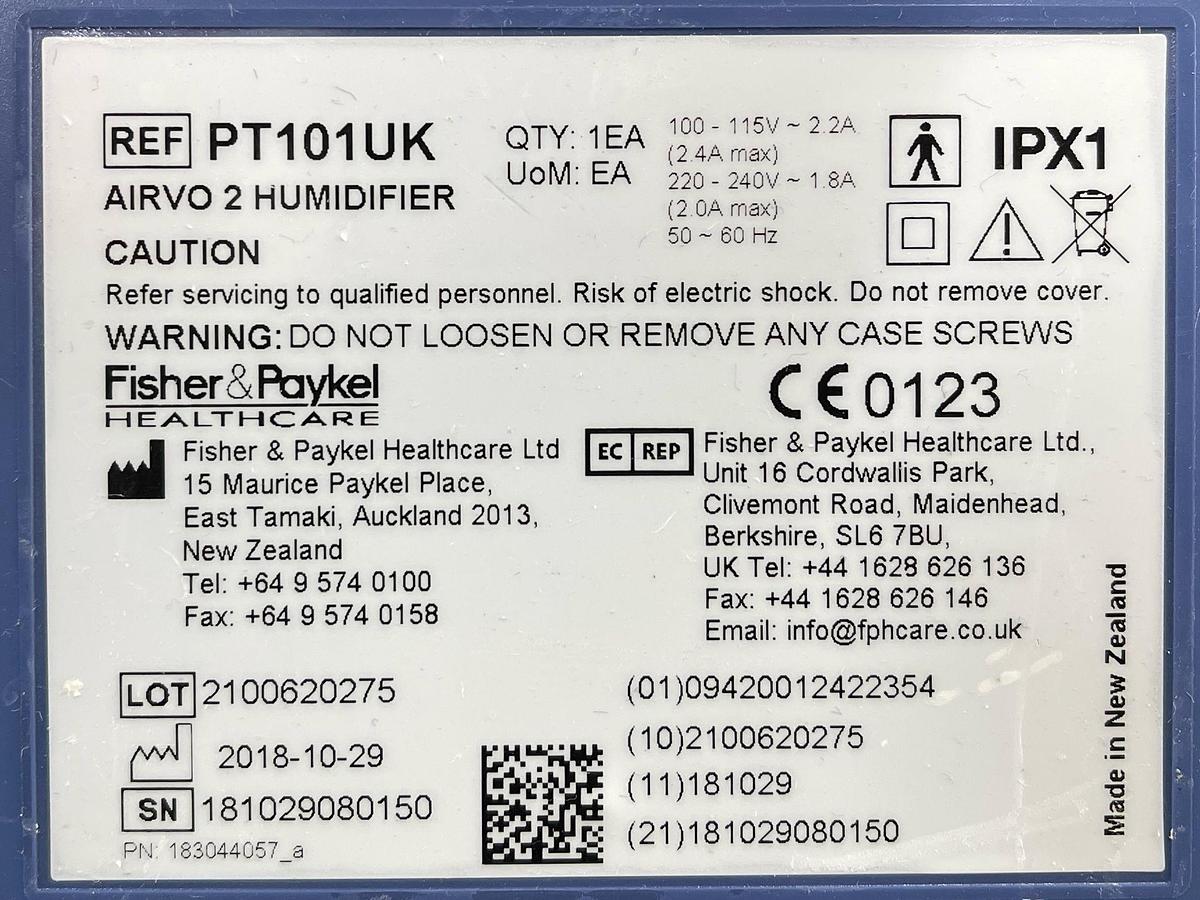 REF PT101UK
AIRVO 2 HUMIDIFIER
QTY: 1EA
UoM: EA
100 - 115V ~ 2.2A
(2.4A max)
220 - 240V ~ 1.8A
(2.0A max)
50 ~ 60 Hz
IPX1
CAUTION
Refer servicing to qualified personnel. Risk of electric shock. Do not remove cover.
WARNING: DO NOT LOOSEN OR REMOVE ANY CASE SCREWS
Fisher&Paykel
HEALTHCARE
CE 0123
Fisher & Paykel Healthcare Ltd
15 Maurice Paykel Place,
East Tamaki, Auckland 2013,
New Zealand
Tel: +64 9 574 0100
Fax: +64 9 574 0158
EC REP
Fisher & Paykel Healthcare Ltd.,
Unit 16 Cordwallis Park,
Clivemont Road, Maidenhead,
Berkshire, SL6 7BU,
UK Tel: +44 1628 626 136
Fax: +44 1628 626 146
Email: info@fphcare.co.uk
LOT 2100620275
2018-10-29
SN 181029080150
PN: 183044057_a
(01)09420012422354
(10)2100620275
(11)181029
(21)181029080150
Made in New Zealand